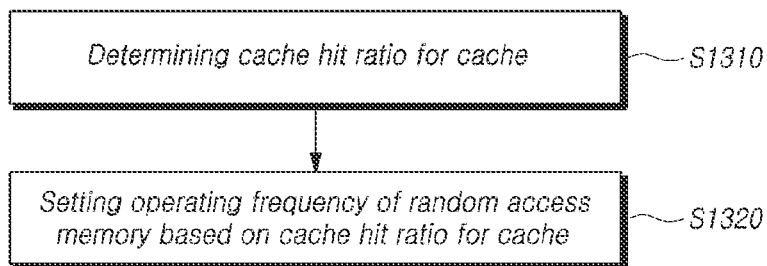 Determining cache hit ratio for cache
S1310
Setting operating frequency of random access
memory based on cache hit ratio for cache
S1320